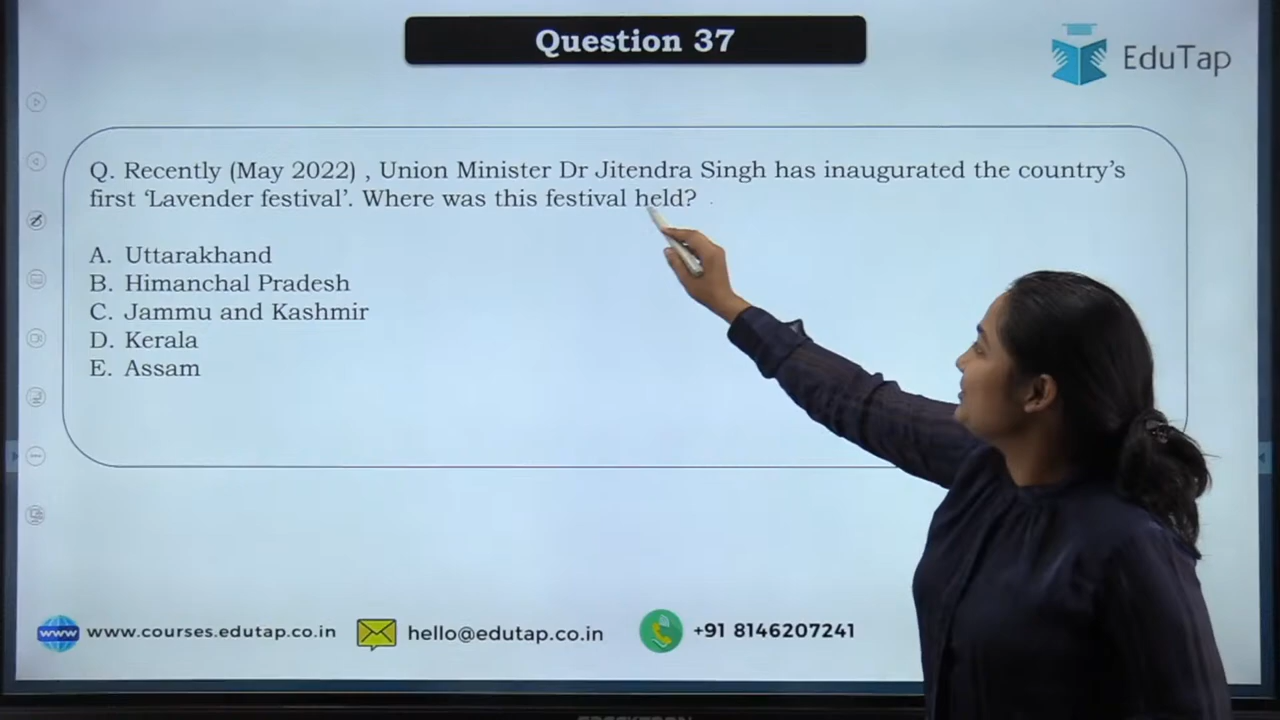 Question 37
EduTap
Q. Recently (May 2022) , Union Minister Dr Jitendra Singh has inaugurated the country’s
first ‘Lavender festival’. Where was this festival held?
A. Uttarakhand
B. Himanchal Pradesh
C. Jammu and Kashmir
D. Kerala
E. Assam
www
www.courses.edutap.co.in
hello@edutap.co.in
+91 8146207241